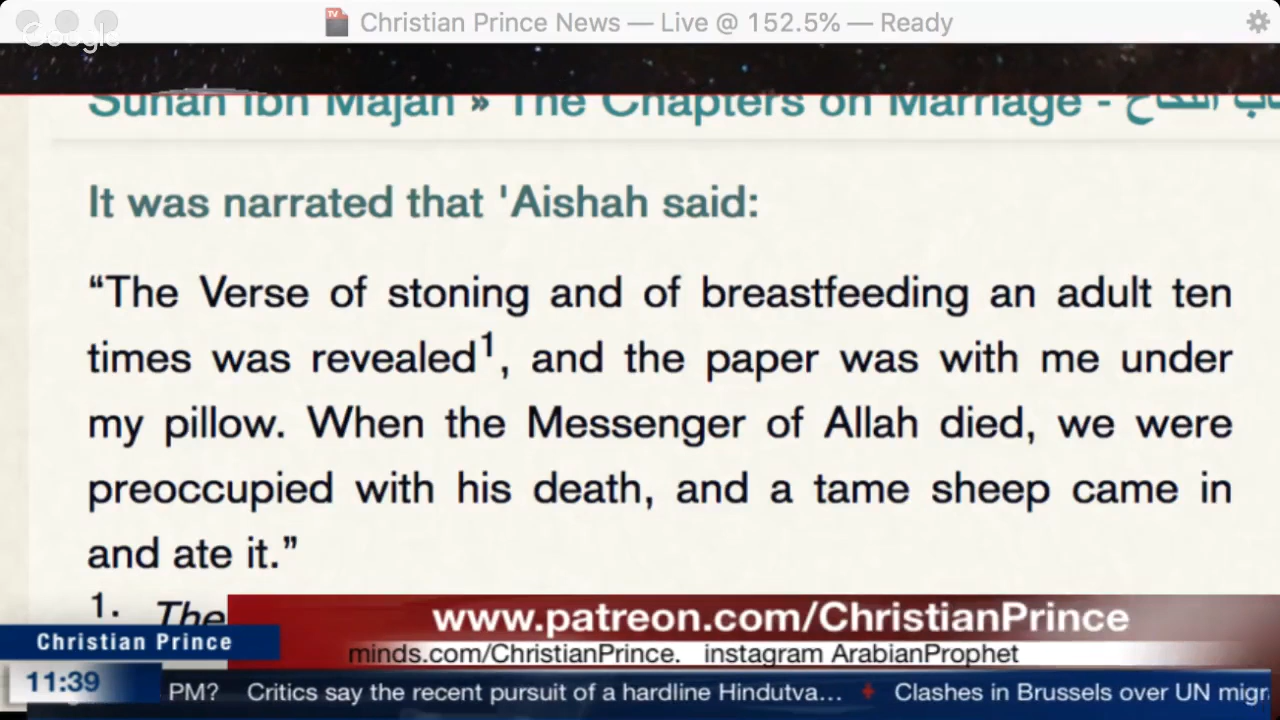 Christian Prince News — Live @ 152.5% — Ready
Google
Sunan Ibn Majah » The Chapters on Marriage -
It was narrated that 'Aishah said:
“The Verse of stoning and of breastfeeding an adult ten
times was revealed¹, and the paper was with me under
my pillow. When the Messenger of Allah died, we were
preoccupied with his death, and a tame sheep came in
and ate it.”
1. The
www.patreon.com/ChristianPrince
Christian Prince
minds.com/ChristianPrince. instagram ArabianProphet
11:39
PM? Critics say the recent pursuit of a hardline Hindutva... Clashes in Brussels over UN migr